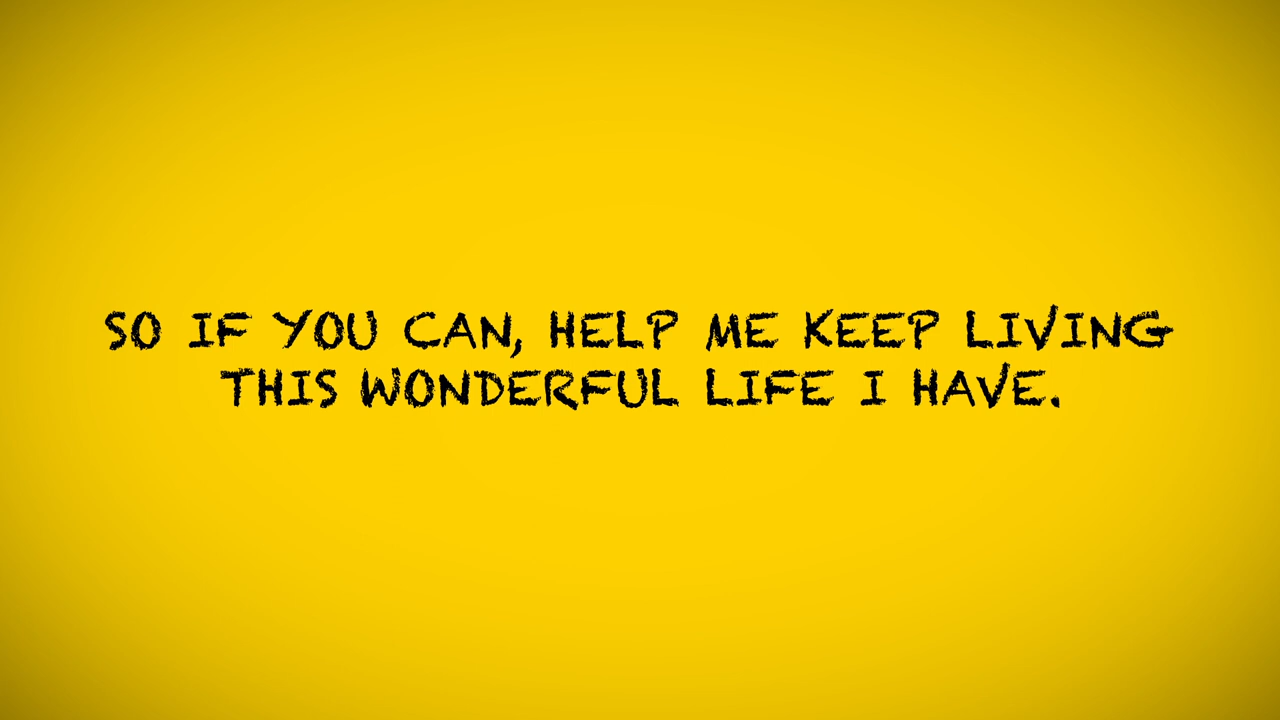 SO IF YOU CAN, HELP ME KEEP LIVING
THIS WONDERFUL LIFE I HAVE.